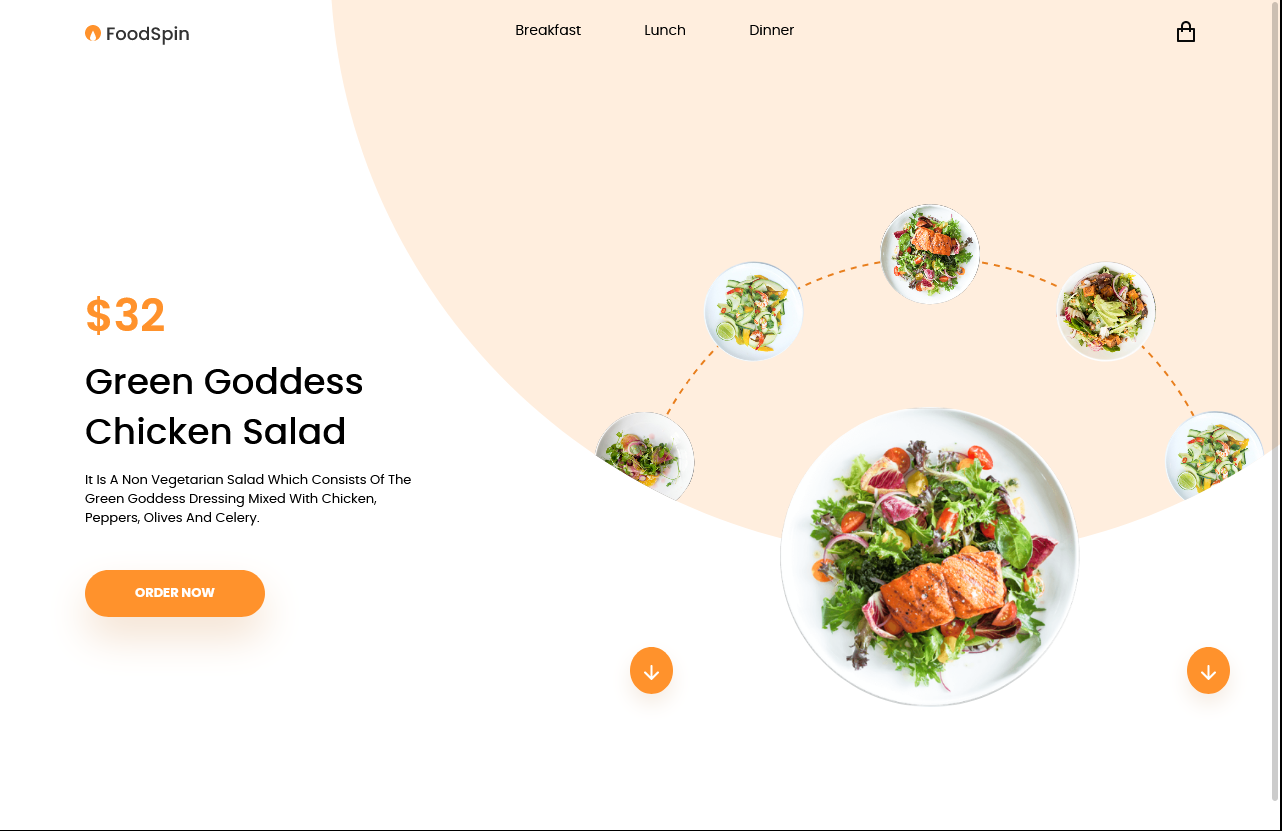 FoodSpin
Breakfast
Lunch
Dinner
$32
Green Goddess
Chicken Salad
It Is A Non Vegetarian Salad Which Consists Of The
Green Goddess Dressing Mixed With Chicken,
Peppers, Olives And Celery.
ORDER NOW